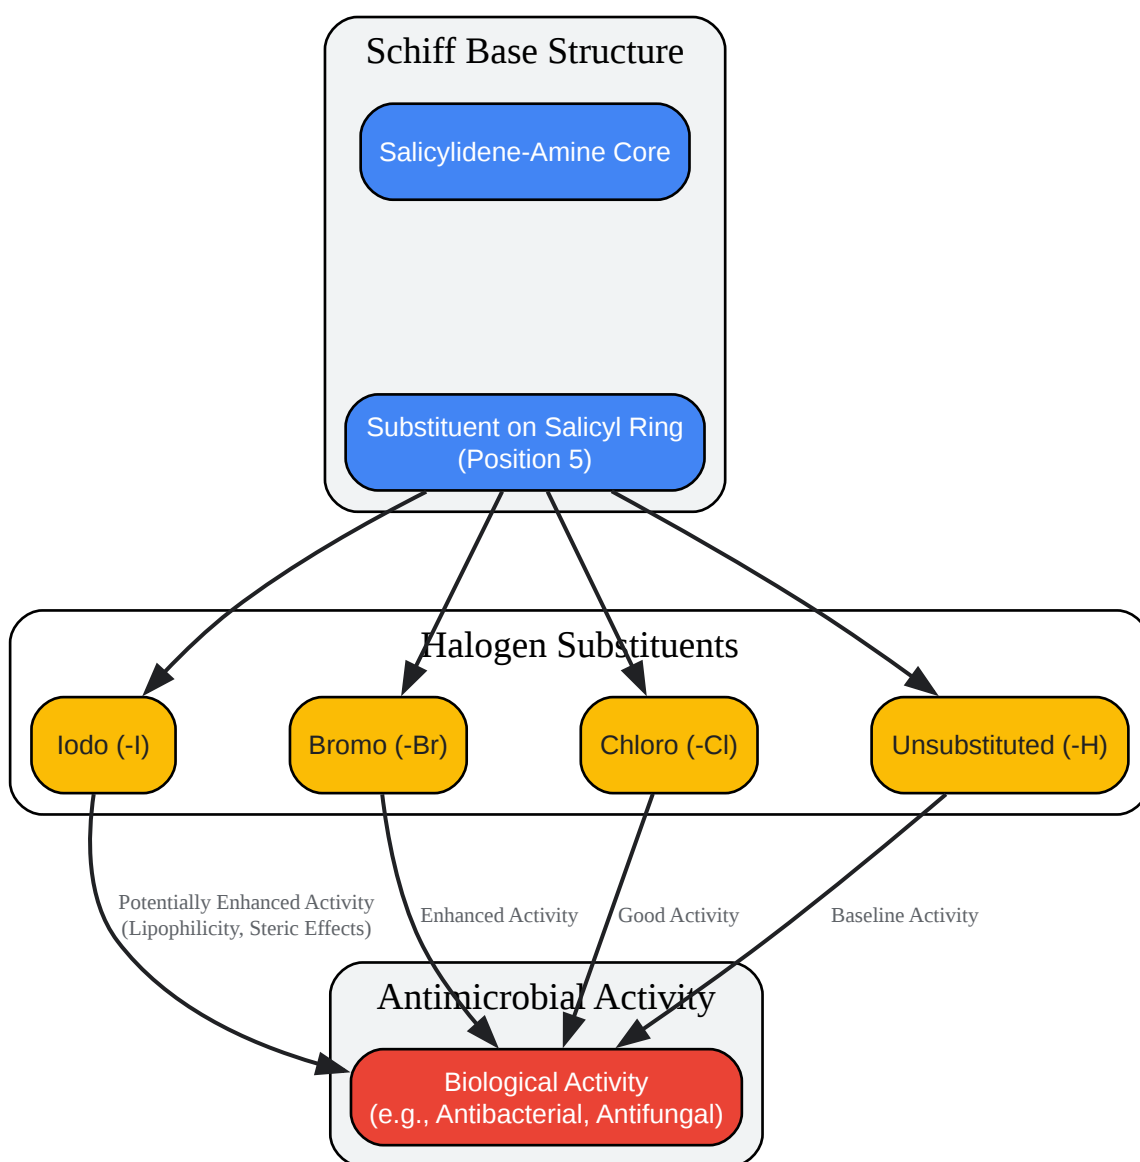 Schiff Base Structure
Salicylidene-Amine Core
Substituent on Salicyl Ring
(Position 5)
Halogen Substituents
Iodo (-I)
Bromo (-Br)
Chloro (-Cl)
Unsubstituted (-H)
Potentially Enhanced Activity
(Lipophilicity, Steric Effects)
Enhanced Activity
Good Activity
Baseline Activity
Antimicrobial Activity
Biological Activity
(e.g., Antibacterial, Antifungal)